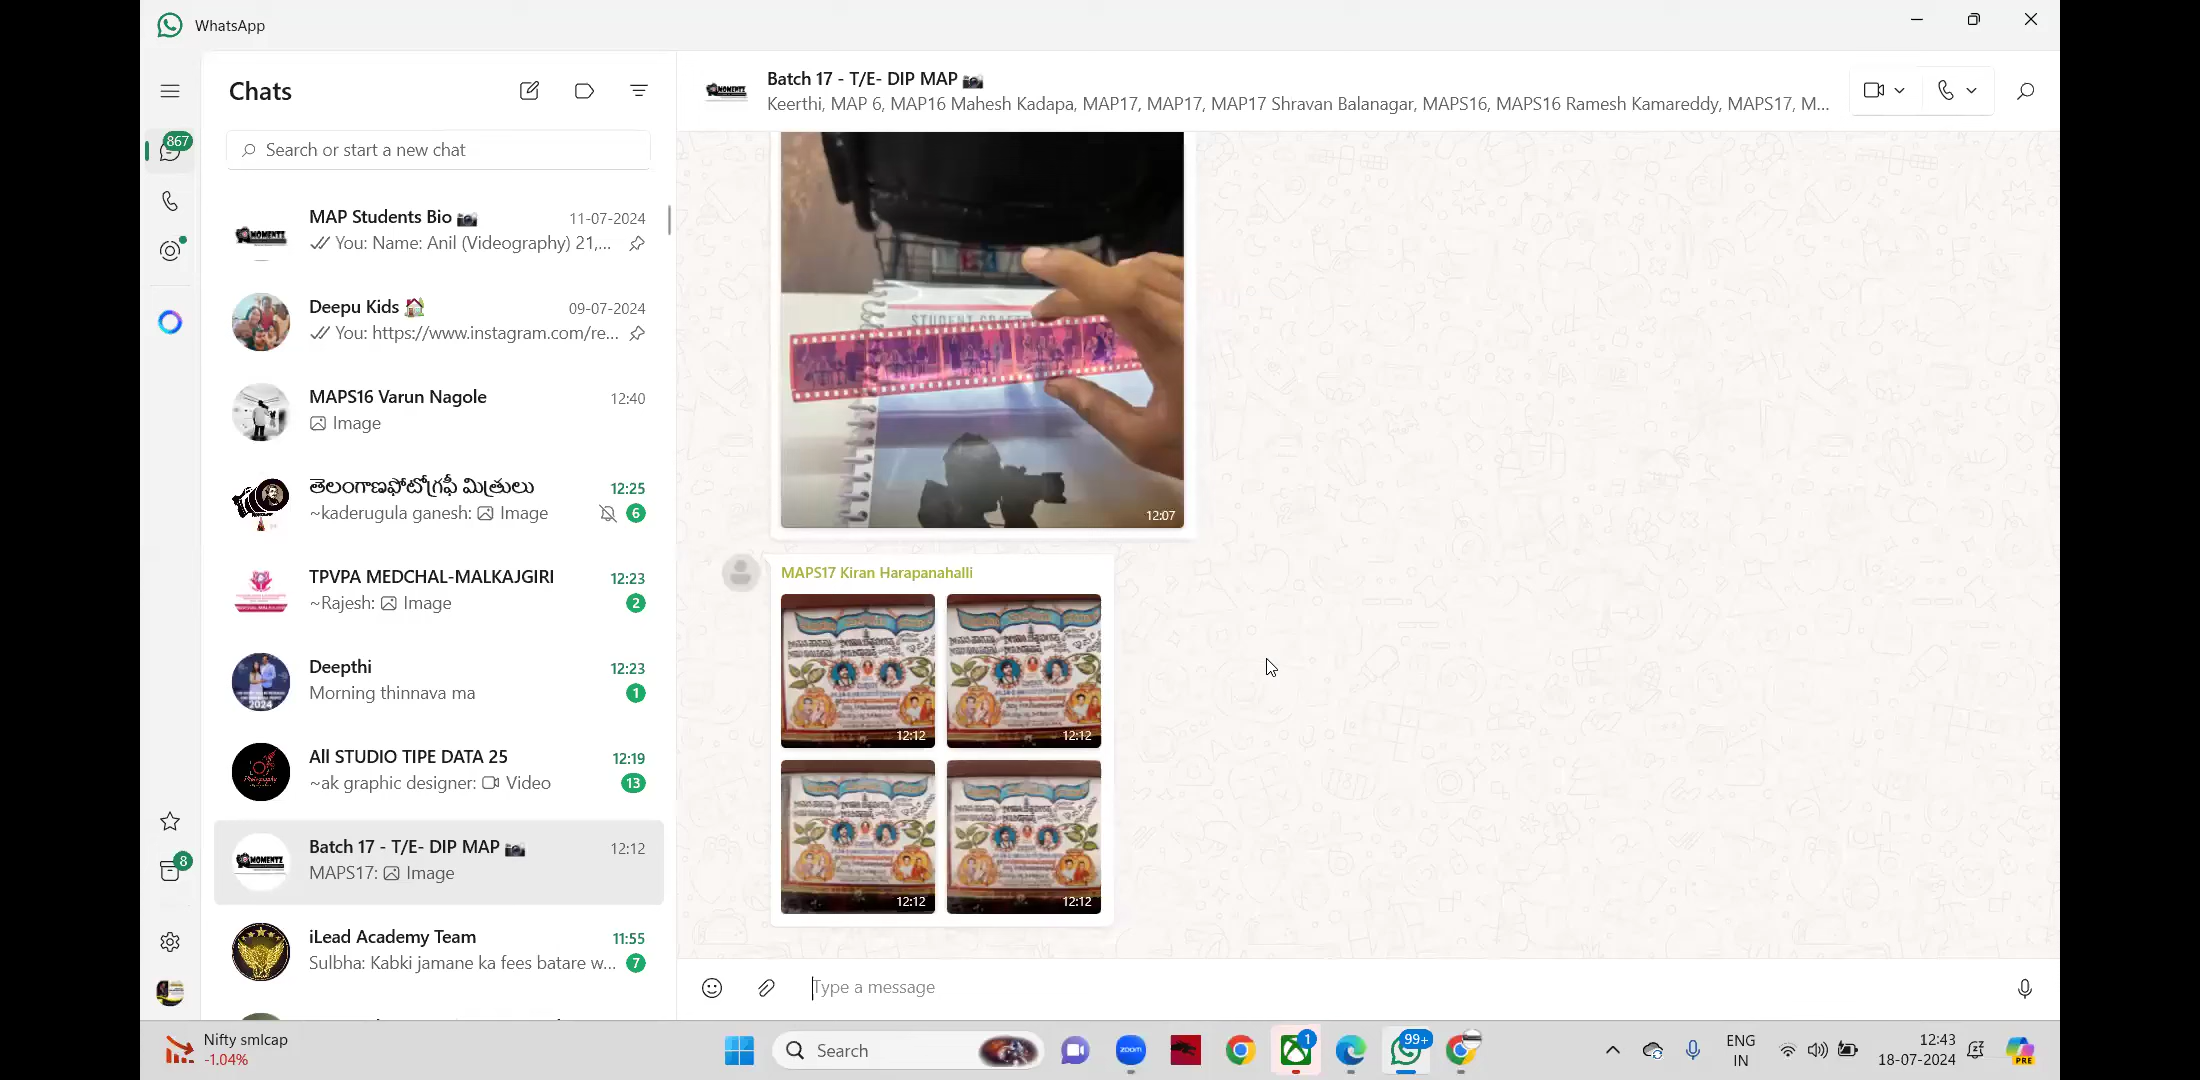 WhatsApp
Chats
867
Search or start a new chat
MAP Students Bio 📷 11-07-2024
You: Name: Anil (Videography) 21,...
Deepu Kids 🏠 09-07-2024
You: https://www.instagram.com/re...
MAPS16 Varun Nagole 12:40
Image
తెలంగాణఫోటోగ్రఫీ మిత్రులు 12:25
~kaderugula ganesh: Image 6
TPVPA MEDCHAL-MALKAJGIRI 12:23
~Rajesh: Image 2
Deepthi 12:23
Morning thinnava ma 1
2024
All STUDIO TIPE DATA 25 12:19
~ak graphic designer: Video 13
Batch 17 - T/E- DIP MAP 📷 12:12
MAPS17: Image
8
iLead Academy Team 11:55
Sulbha: Kabki jamane ka fees batare w... 7
MOMENTZ
Batch 17 - T/E- DIP MAP 📷
Keerthi, MAP 6, MAP16 Mahesh Kadapa, MAP17, MAP17, MAP17 Shravan Balanagar, MAPS16, MAPS16 Ramesh Kamareddy, MAPS17, M...
STUDENT
12:07
MAPS17 Kiran Harapanahalli
12:12 12:12
12:12 12:12
Type a message
Nifty smlcap
-1.04%
Search
zoom
1
99+
ENG
IN
12:43
18-07-2024
PRE